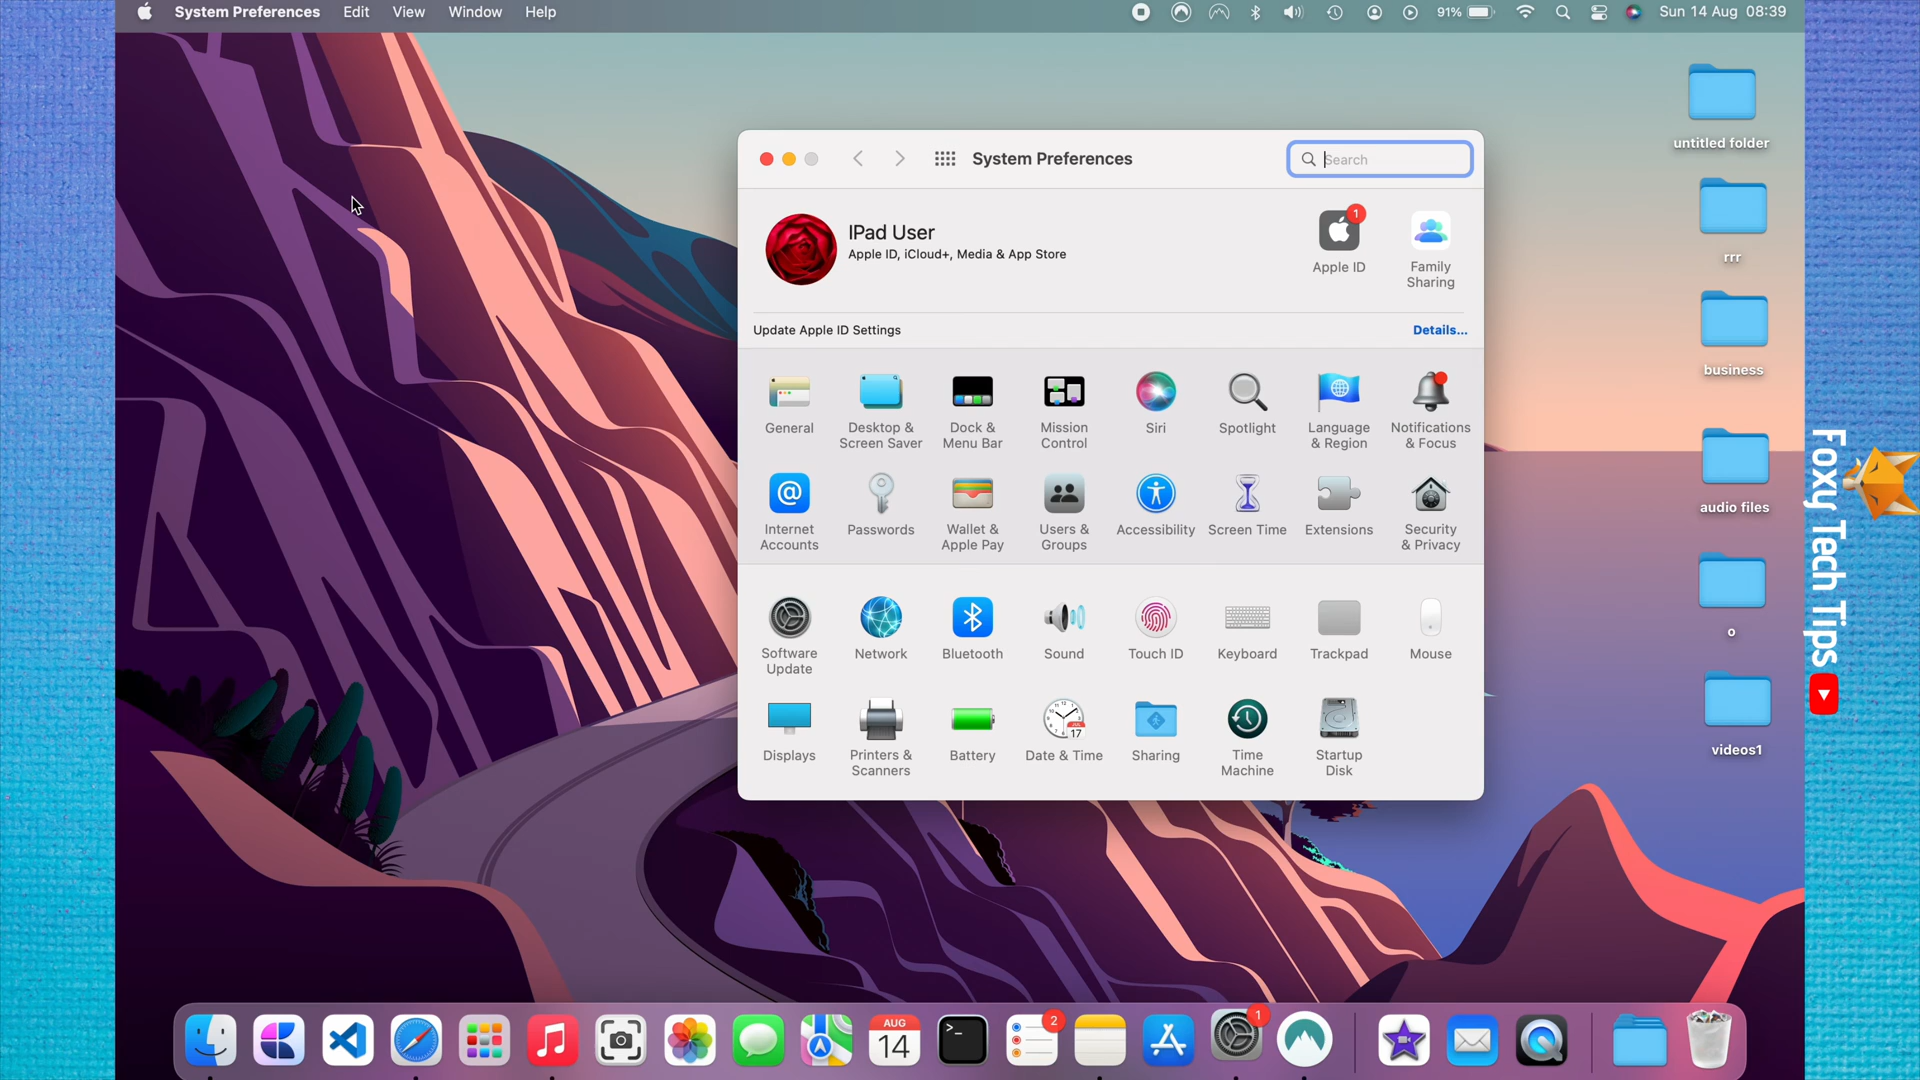 System Preferences Edit View Window Help
91% Sun 14 Aug 08:39
System Preferences
Search
IPad User
Apple ID, iCloud+, Media & App Store
1
Apple ID
Family
Sharing
Update Apple ID Settings
Details...
General
Desktop &
Screen Saver
Dock &
Menu Bar
Mission
Control
Siri
Spotlight
Language
& Region
Notifications
& Focus
Internet
Accounts
Passwords
Wallet &
Apple Pay
Users &
Groups
Accessibility
Screen Time
Extensions
Security
& Privacy
Software
Update
Network
Bluetooth
Sound
Touch ID
Keyboard
Trackpad
Mouse
Displays
Printers &
Scanners
Battery
17
Date & Time
Sharing
Time
Machine
Startup
Disk
untitled folder
rrr
business
audio files
o
videos1
Foxy Tech Tips
AUG
14
2
1